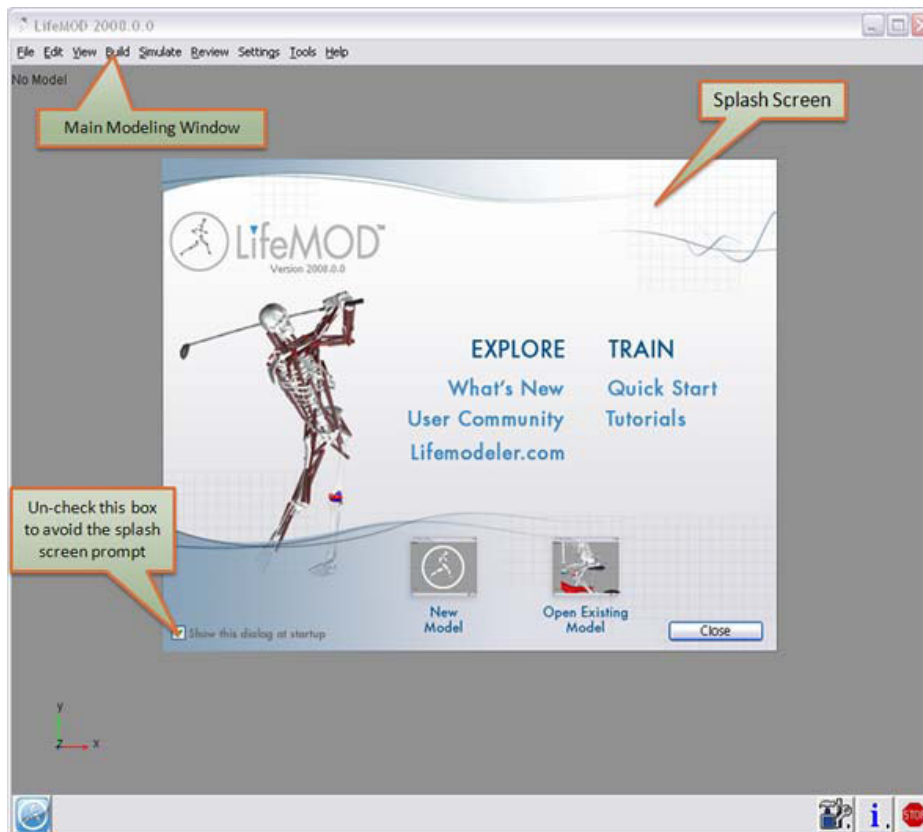 LifeMOD 2008.0.0
File Edit View Build Simulate Review Settings Tools Help
No Model
Main Modeling Window
Splash Screen
LifeMOD™
Version 2008.0.0
EXPLORE TRAIN
What's New Quick Start
User Community Tutorials
Lifemodeler.com
Un-check this box
to avoid the splash
screen prompt
New
Model
Open Existing
Model
Show this dialog at startup
Close
y
z x
i
STOP